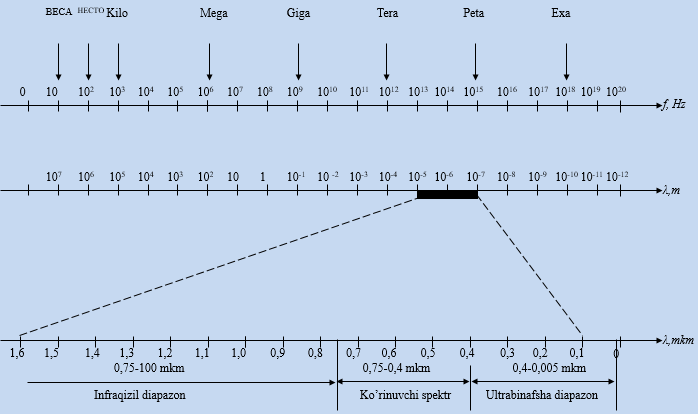 BECA HECTO Kilo Mega Giga Tera Peta Exa
0 10 10² 10³ 10⁴ 10⁵ 10⁶ 10⁷ 10⁸ 10⁹ 10¹⁰ 10¹¹ 10¹² 10¹³ 10¹⁴ 10¹⁵ 10¹⁶ 10¹⁷ 10¹⁸ 10¹⁹ 10²⁰ f, Hz
10⁷ 10⁶ 10⁵ 10⁴ 10³ 10² 10 1 10⁻¹ 10⁻² 10⁻³ 10⁻⁴ 10⁻⁵ 10⁻⁶ 10⁻⁷ 10⁻⁸ 10⁻⁹ 10⁻¹⁰ 10⁻¹¹ 10⁻¹² λ,m
λ,mkm
1,6 1,5 1,4 1,3 1,2 1,1 1,0 0,9 0,8 0,7 0,6 0,5 0,4 0,3 0,2 0,1 0
0,75-100 mkm 0,75-0,4 mkm 0,4-0,005 mkm
Infraqizil diapazon Ko'rinuvchi spektr Ultrabinafsha diapazon